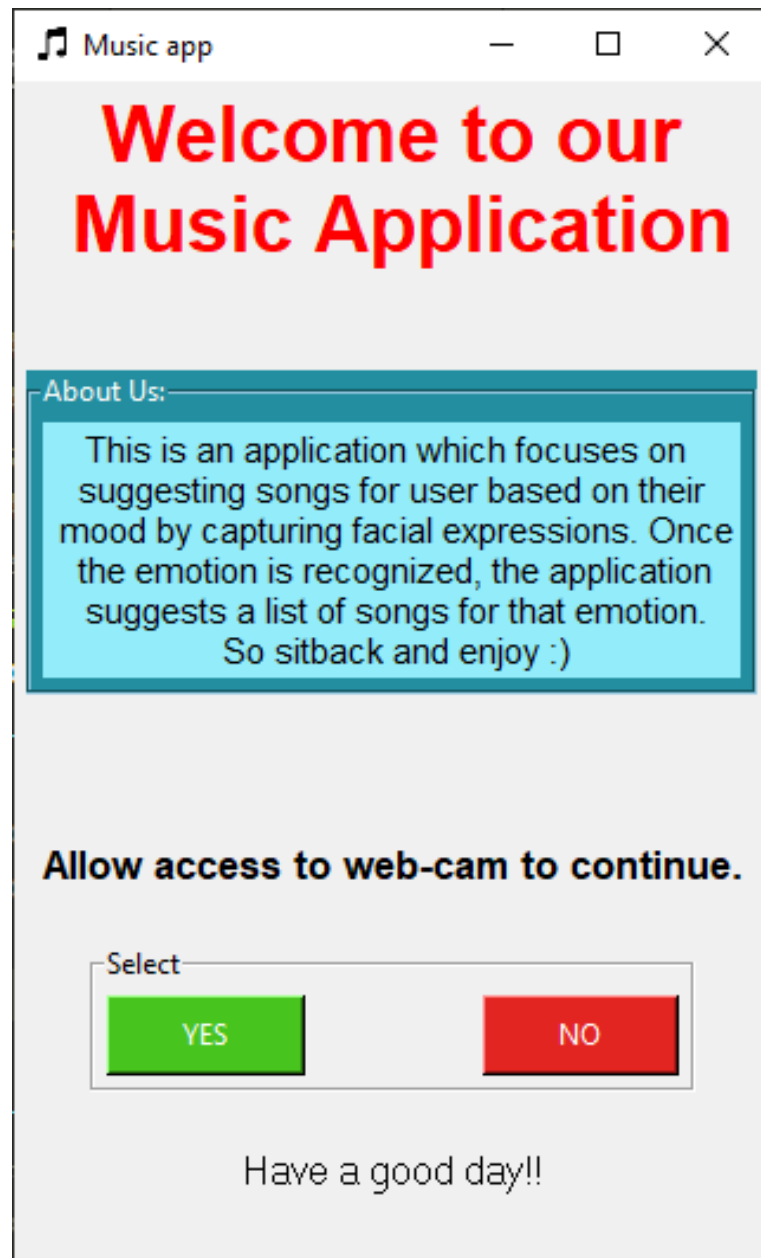 Music app
Welcome to our
Music Application
About Us:
This is an application which focuses on
suggesting songs for user based on their
mood by capturing facial expressions. Once
the emotion is recognized, the application
suggests a list of songs for that emotion.
So sitback and enjoy :)
Allow access to web-cam to continue.
Select
YES NO
Have a good day!!